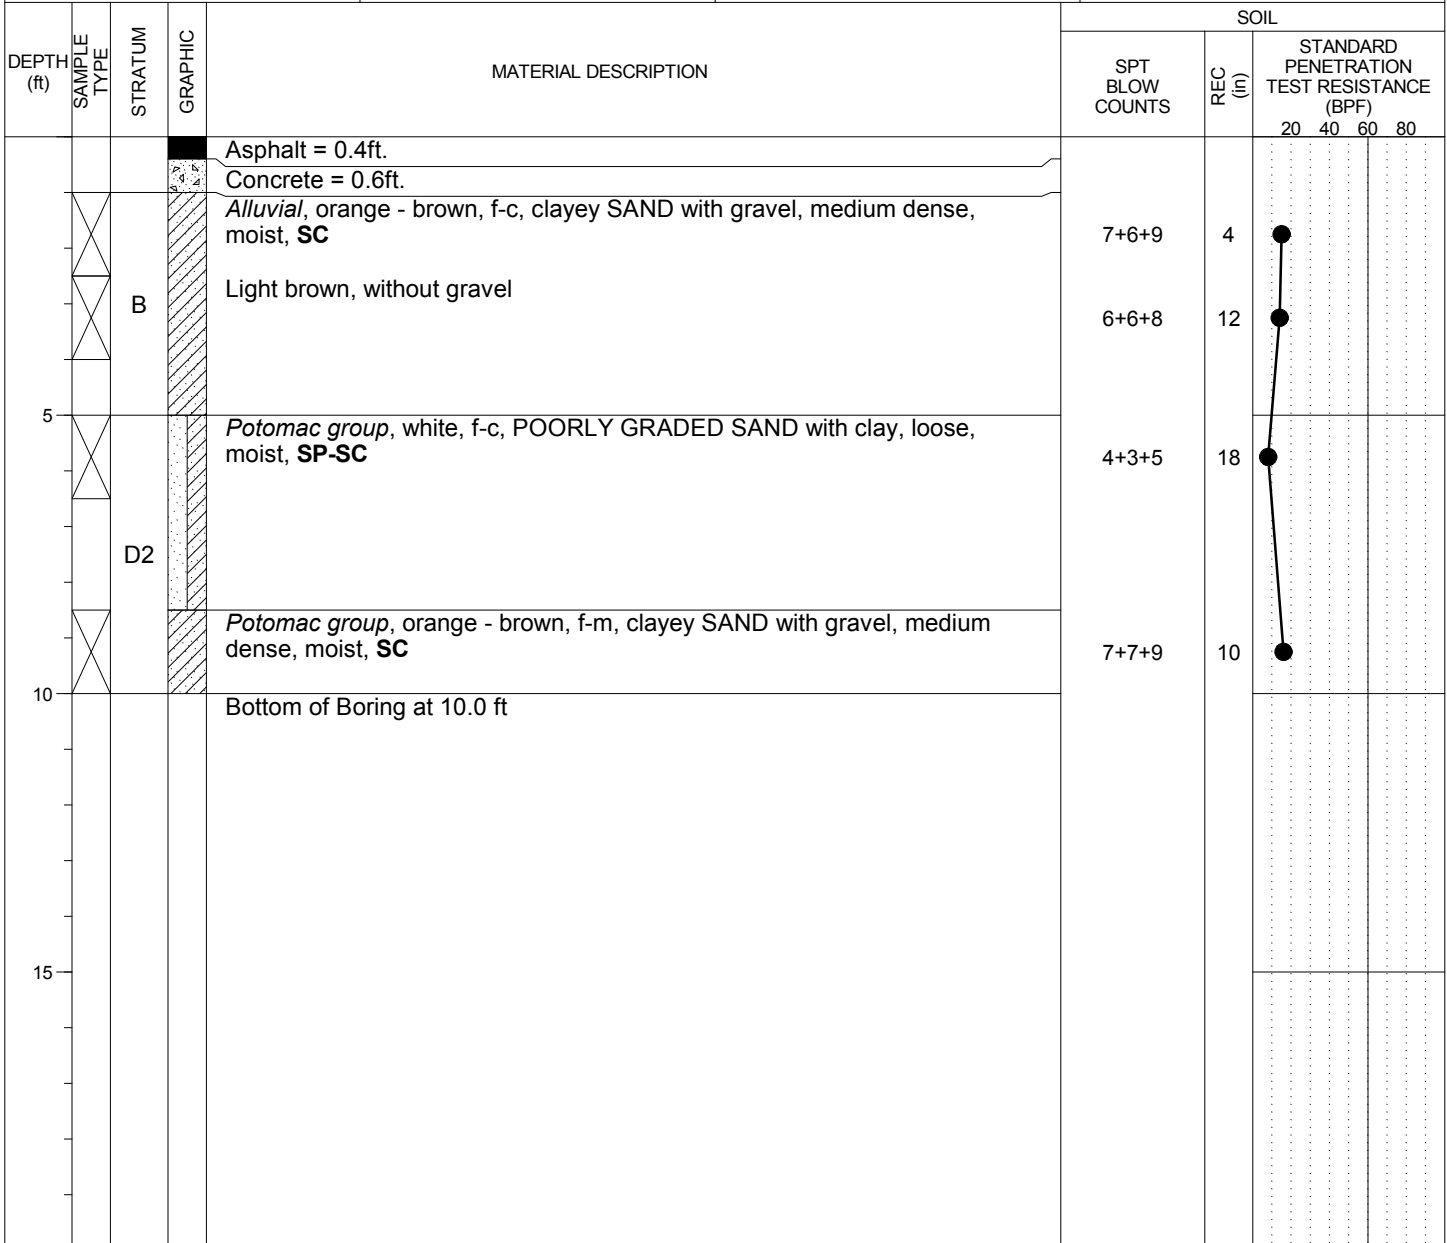 SOIL
DEPTH
(ft)
SAMPLE
TYPE
STRATUM
GRAPHIC
MATERIAL DESCRIPTION
SPT
BLOW
COUNTS
REC
(in)
STANDARD
PENETRATION
TEST RESISTANCE
(BPF)
20 40 60 80
Asphalt = 0.4ft.
Concrete = 0.6ft.
Alluvial, orange - brown, f-c, clayey SAND with gravel, medium dense,
moist, SC
7+6+9 4
Light brown, without gravel
B
6+6+8 12
5
Potomac group, white, f-c, POORLY GRADED SAND with clay, loose,
moist, SP-SC
4+3+5 18
D2
Potomac group, orange - brown, f-m, clayey SAND with gravel, medium
dense, moist, SC
7+7+9 10
10
Bottom of Boring at 10.0 ft
15